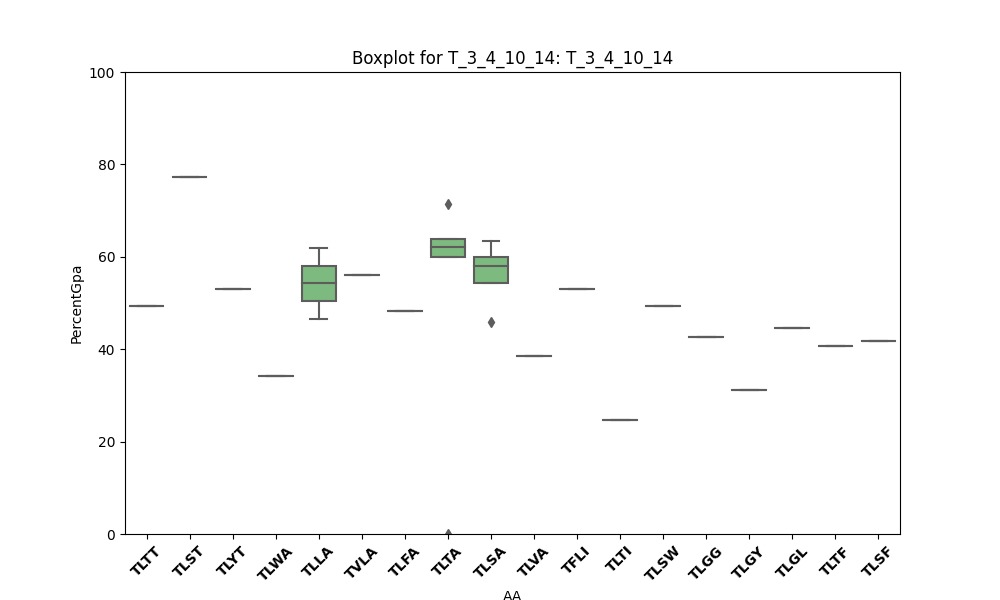 Boxplot for T_3_4_10_14: T_3_4_10_14
100
80
60
40
20
0
PercentGpa
TLTT TLST TLYT TLWA TLLA TVLA TLFA TLTA TLSA TLVA TFLI TLTI TLSW TLGG TLGY TLGL TLTF TLSF
AA